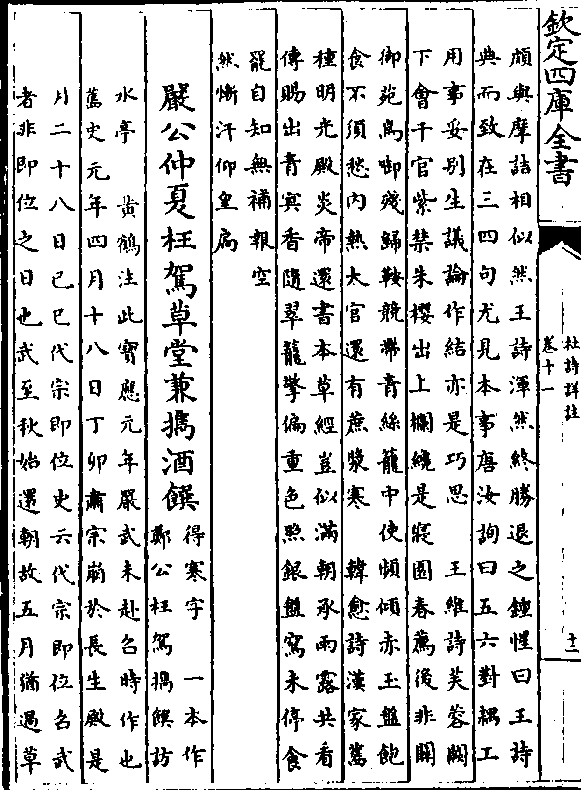 欽定四庫全書
杜詩詳註
卷十一
十一
頗與摩詰相似然王詩渾然終勝退之鍾惺曰王詩
典而致在三四句尤見本事唐汝詢曰五六對耦工
用事妥別生議論作結亦是巧思　王維詩芙蓉闕
下會千官紫禁朱櫻出上欄纔是寢園春薦後非關
御苑鳥啣殘歸鞍競帶青絲籠中使頻傾赤玉盤飽
食不須愁內熱大官還有蔗漿寒　韓愈詩漢家舊
種明光殿炎帝還書本草經豈似滿朝承雨露共看
傳賜出青冥香隨翠籠擎偏重色照銀盤寫未停食
罷自知無補報空
然慚汗仰皇扃
嚴公仲夏枉駕草堂兼攜酒饌
得寒字　一本作
鄭公枉駕攜饌訪
水亭　黃鶴注此寶應元年嚴武未赴召時作也
舊史元年四月十八日丁卯肅宗崩於長生殿是
月二十八日己巳代宗即位史云代宗即位召武
者非即位之日也武至秋始還朝故五月猶過草